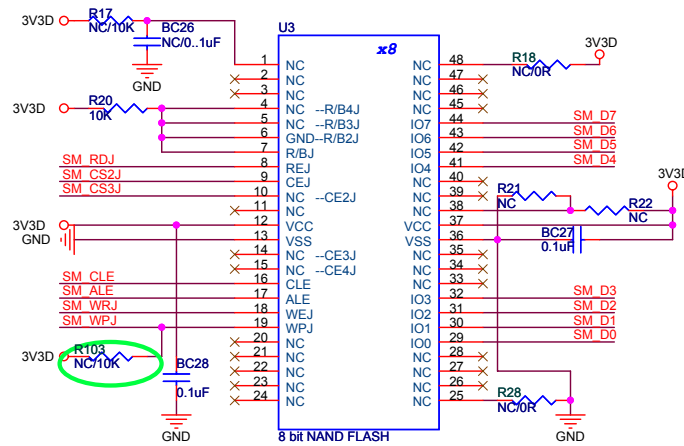 R17
3V3D
NC/10K
BC26
NC/0..1uF
GND
U3
x8
3V3D
R18
NC/0R
1 NC NC 48
2 NC NC 47
3 NC NC 46
3V3D R20 10K 4 NC --R/B4J NC 45
5 NC --R/B3J IO7 44 SM_D7
6 GND--R/B2J IO6 43 SM_D6
7 R/BJ IO5 42 SM_D5
SM_RDJ 8 REJ IO4 41 SM_D4
SM_CS2J 9 CEJ NC 40
SM_CS3J 10 NC --CE2J NC 39 R21 NC 3V3D
11 NC NC 38 R22 NC
3V3D 12 VCC VCC 37
GND 13 VSS VSS 36 BC27 0.1uF
14 NC --CE3J NC 35
15 NC --CE4J NC 34
SM_CLE 16 CLE NC 33
SM_ALE 17 ALE IO3 32 SM_D3
SM_WRJ 18 WEJ IO2 31 SM_D2
SM_WPJ 19 WPJ IO1 30 SM_D1
20 NC IO0 29 SM_D0
3V3D R103 NC/10K 21 NC NC 28
22 NC NC 27
BC28 0.1uF 23 NC NC 26
24 NC NC 25 R28 NC/0R
GND
8 bit NAND FLASH
GND